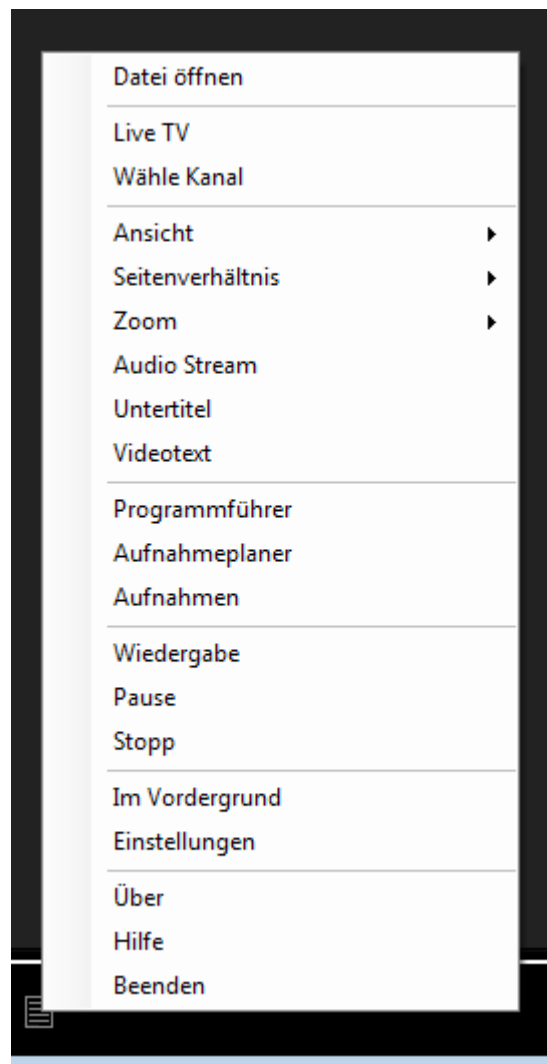 Datei öffnen
Live TV
Wähle Kanal
Ansicht
Seitenverhältnis
Zoom
Audio Stream
Untertitel
Videotext
Programmführer
Aufnahmeplaner
Aufnahmen
Wiedergabe
Pause
Stopp
Im Vordergrund
Einstellungen
Über
Hilfe
Beenden